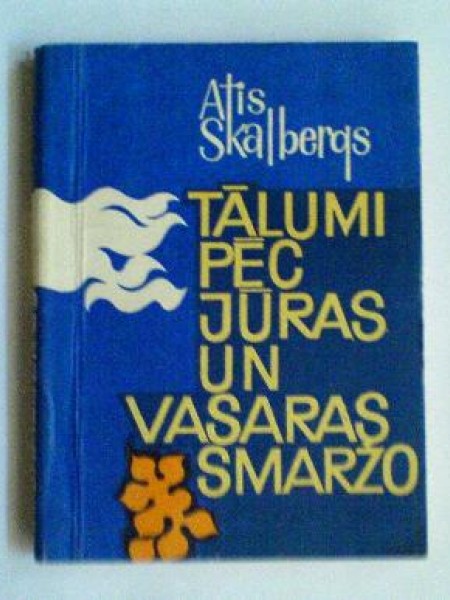 Atis
Skalbergs
TĀLUMI
PĒC
JŪRAS
UN
VASARAS
SMARŽO